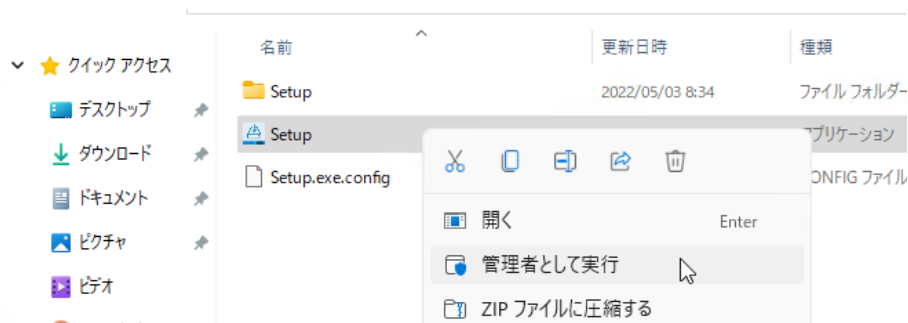 名前 更新日時 種類
クイック アクセス
Setup 2022/05/03 8:34 ファイル フォルダー
デスクトップ
Setup アプリケーション
ダウンロード
Setup.exe.config CONFIG ファイル
ドキュメント
開く Enter
ピクチャ
管理者として実行
ビデオ
ZIP ファイルに圧縮する